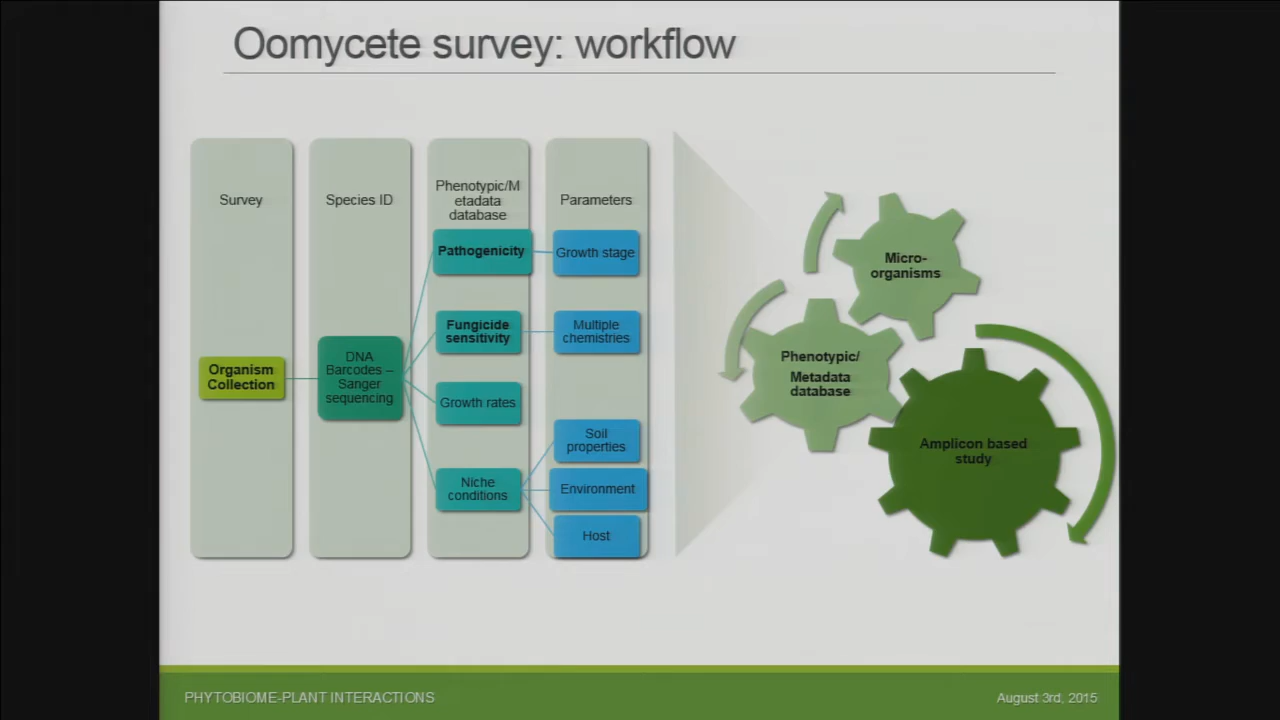 Oomycete survey: workflow
Survey
Species ID
Phenotypic/M
etadata
database
Parameters
Organism
Collection
DNA
Barcodes –
Sanger
sequencing
Pathogenicity
Growth stage
Fungicide
sensitivity
Multiple
chemistries
Growth rates
Niche
conditions
Soil
properties
Environment
Host
Micro-
organisms
Phenotypic/
Metadata
database
Amplicon based
study
PHYTOBIOME-PLANT INTERACTIONS
August 3rd, 2015